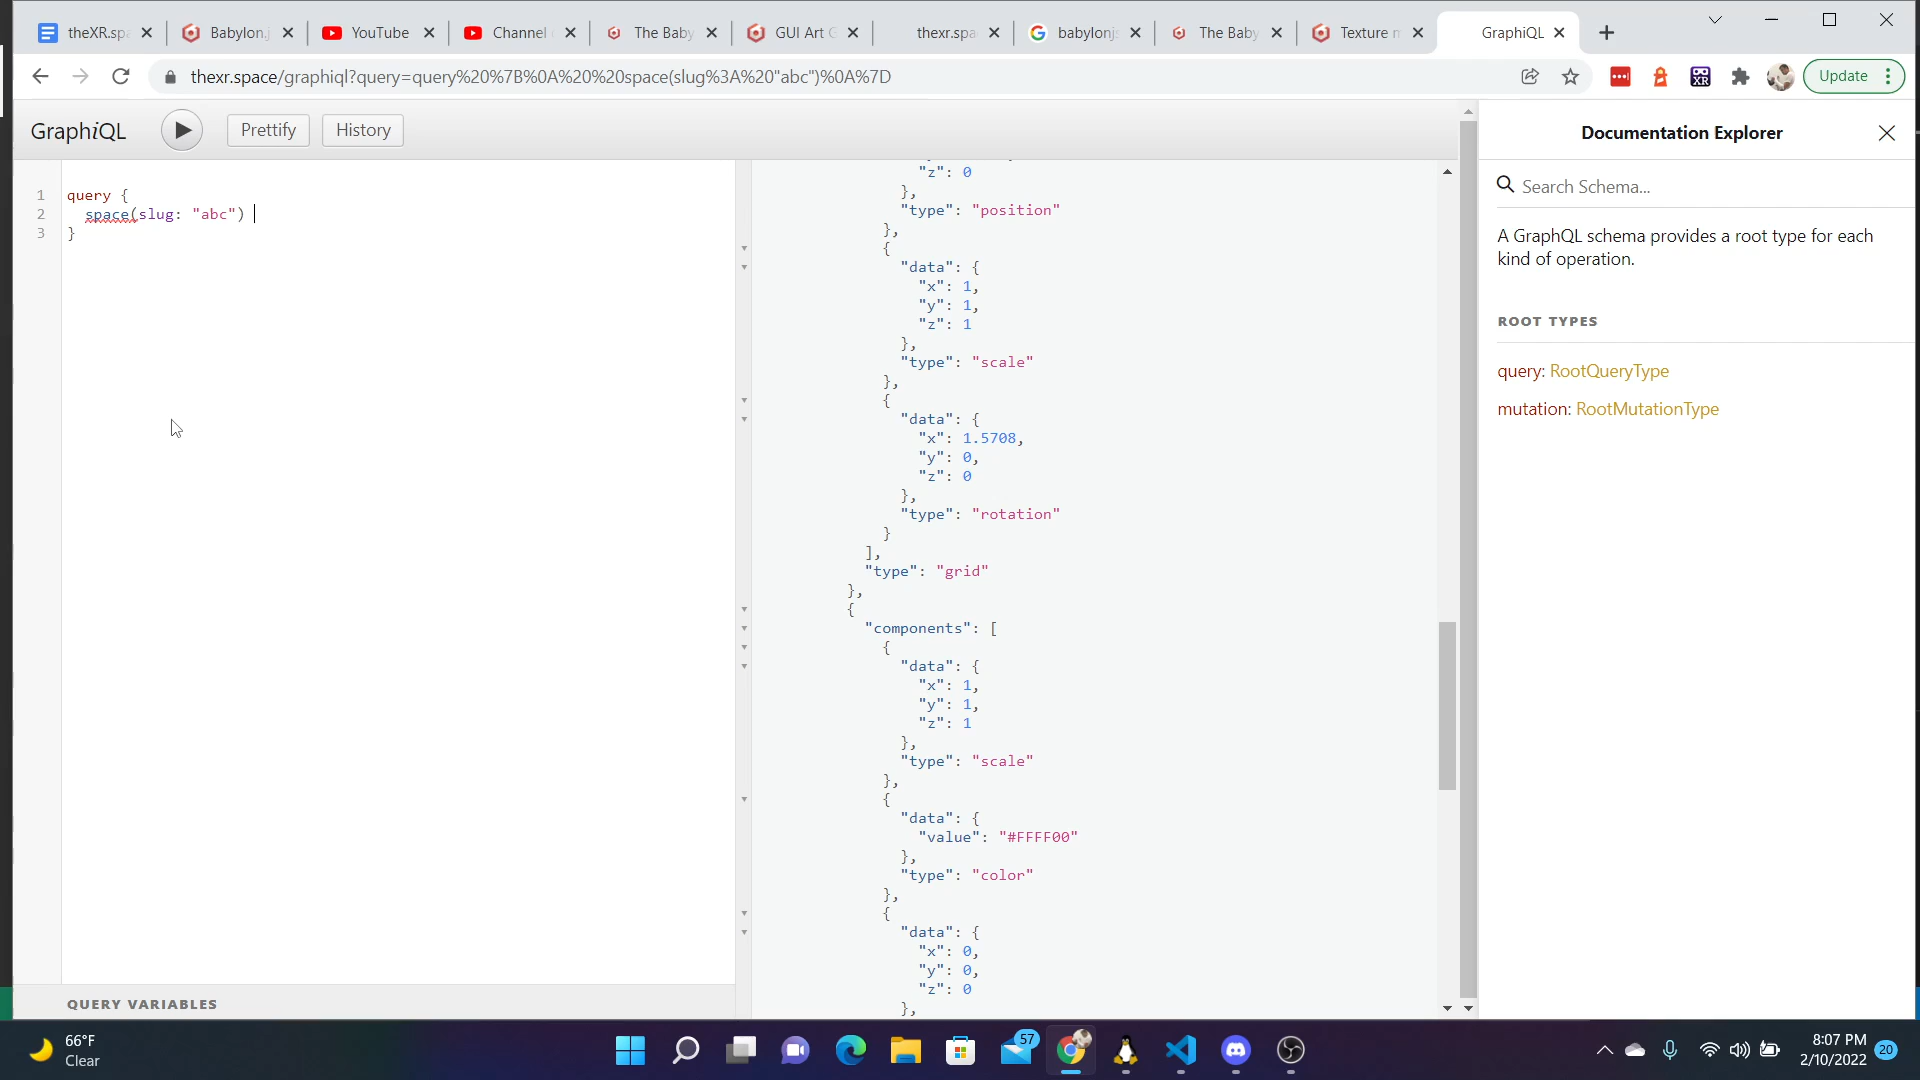 theXR.spa
Babylon.j
YouTube
Channel
The Baby
GUI Art G
thexr.spa
babylonj
The Baby
Texture m
GraphiQL
thexr.space/graphiql?query=query%20%7B%0A%20%20space(slug%3A%20"abc")%0A%7D
XR
Update
GraphiQL
Prettify
History
1 query {
2 space(slug: "abc")
3 }
QUERY VARIABLES
"z": 0
},
"type": "position"
},
{
"data": {
"x": 1,
"y": 1,
"z": 1
},
"type": "scale"
},
{
"data": {
"x": 1.5708,
"y": 0,
"z": 0
},
"type": "rotation"
}
],
"type": "grid"
},
{
"components": [
{
"data": {
"x": 1,
"y": 1,
"z": 1
},
"type": "scale"
},
{
"data": {
"value": "#FFFF00"
},
"type": "color"
},
{
"data": {
"x": 0,
"y": 0,
"z": 0
},
Documentation Explorer
Search Schema...
A GraphQL schema provides a root type for each
kind of operation.
ROOT TYPES
query: RootQueryType
mutation: RootMutationType
66°F
Clear
57
8:07 PM
2/10/2022
20